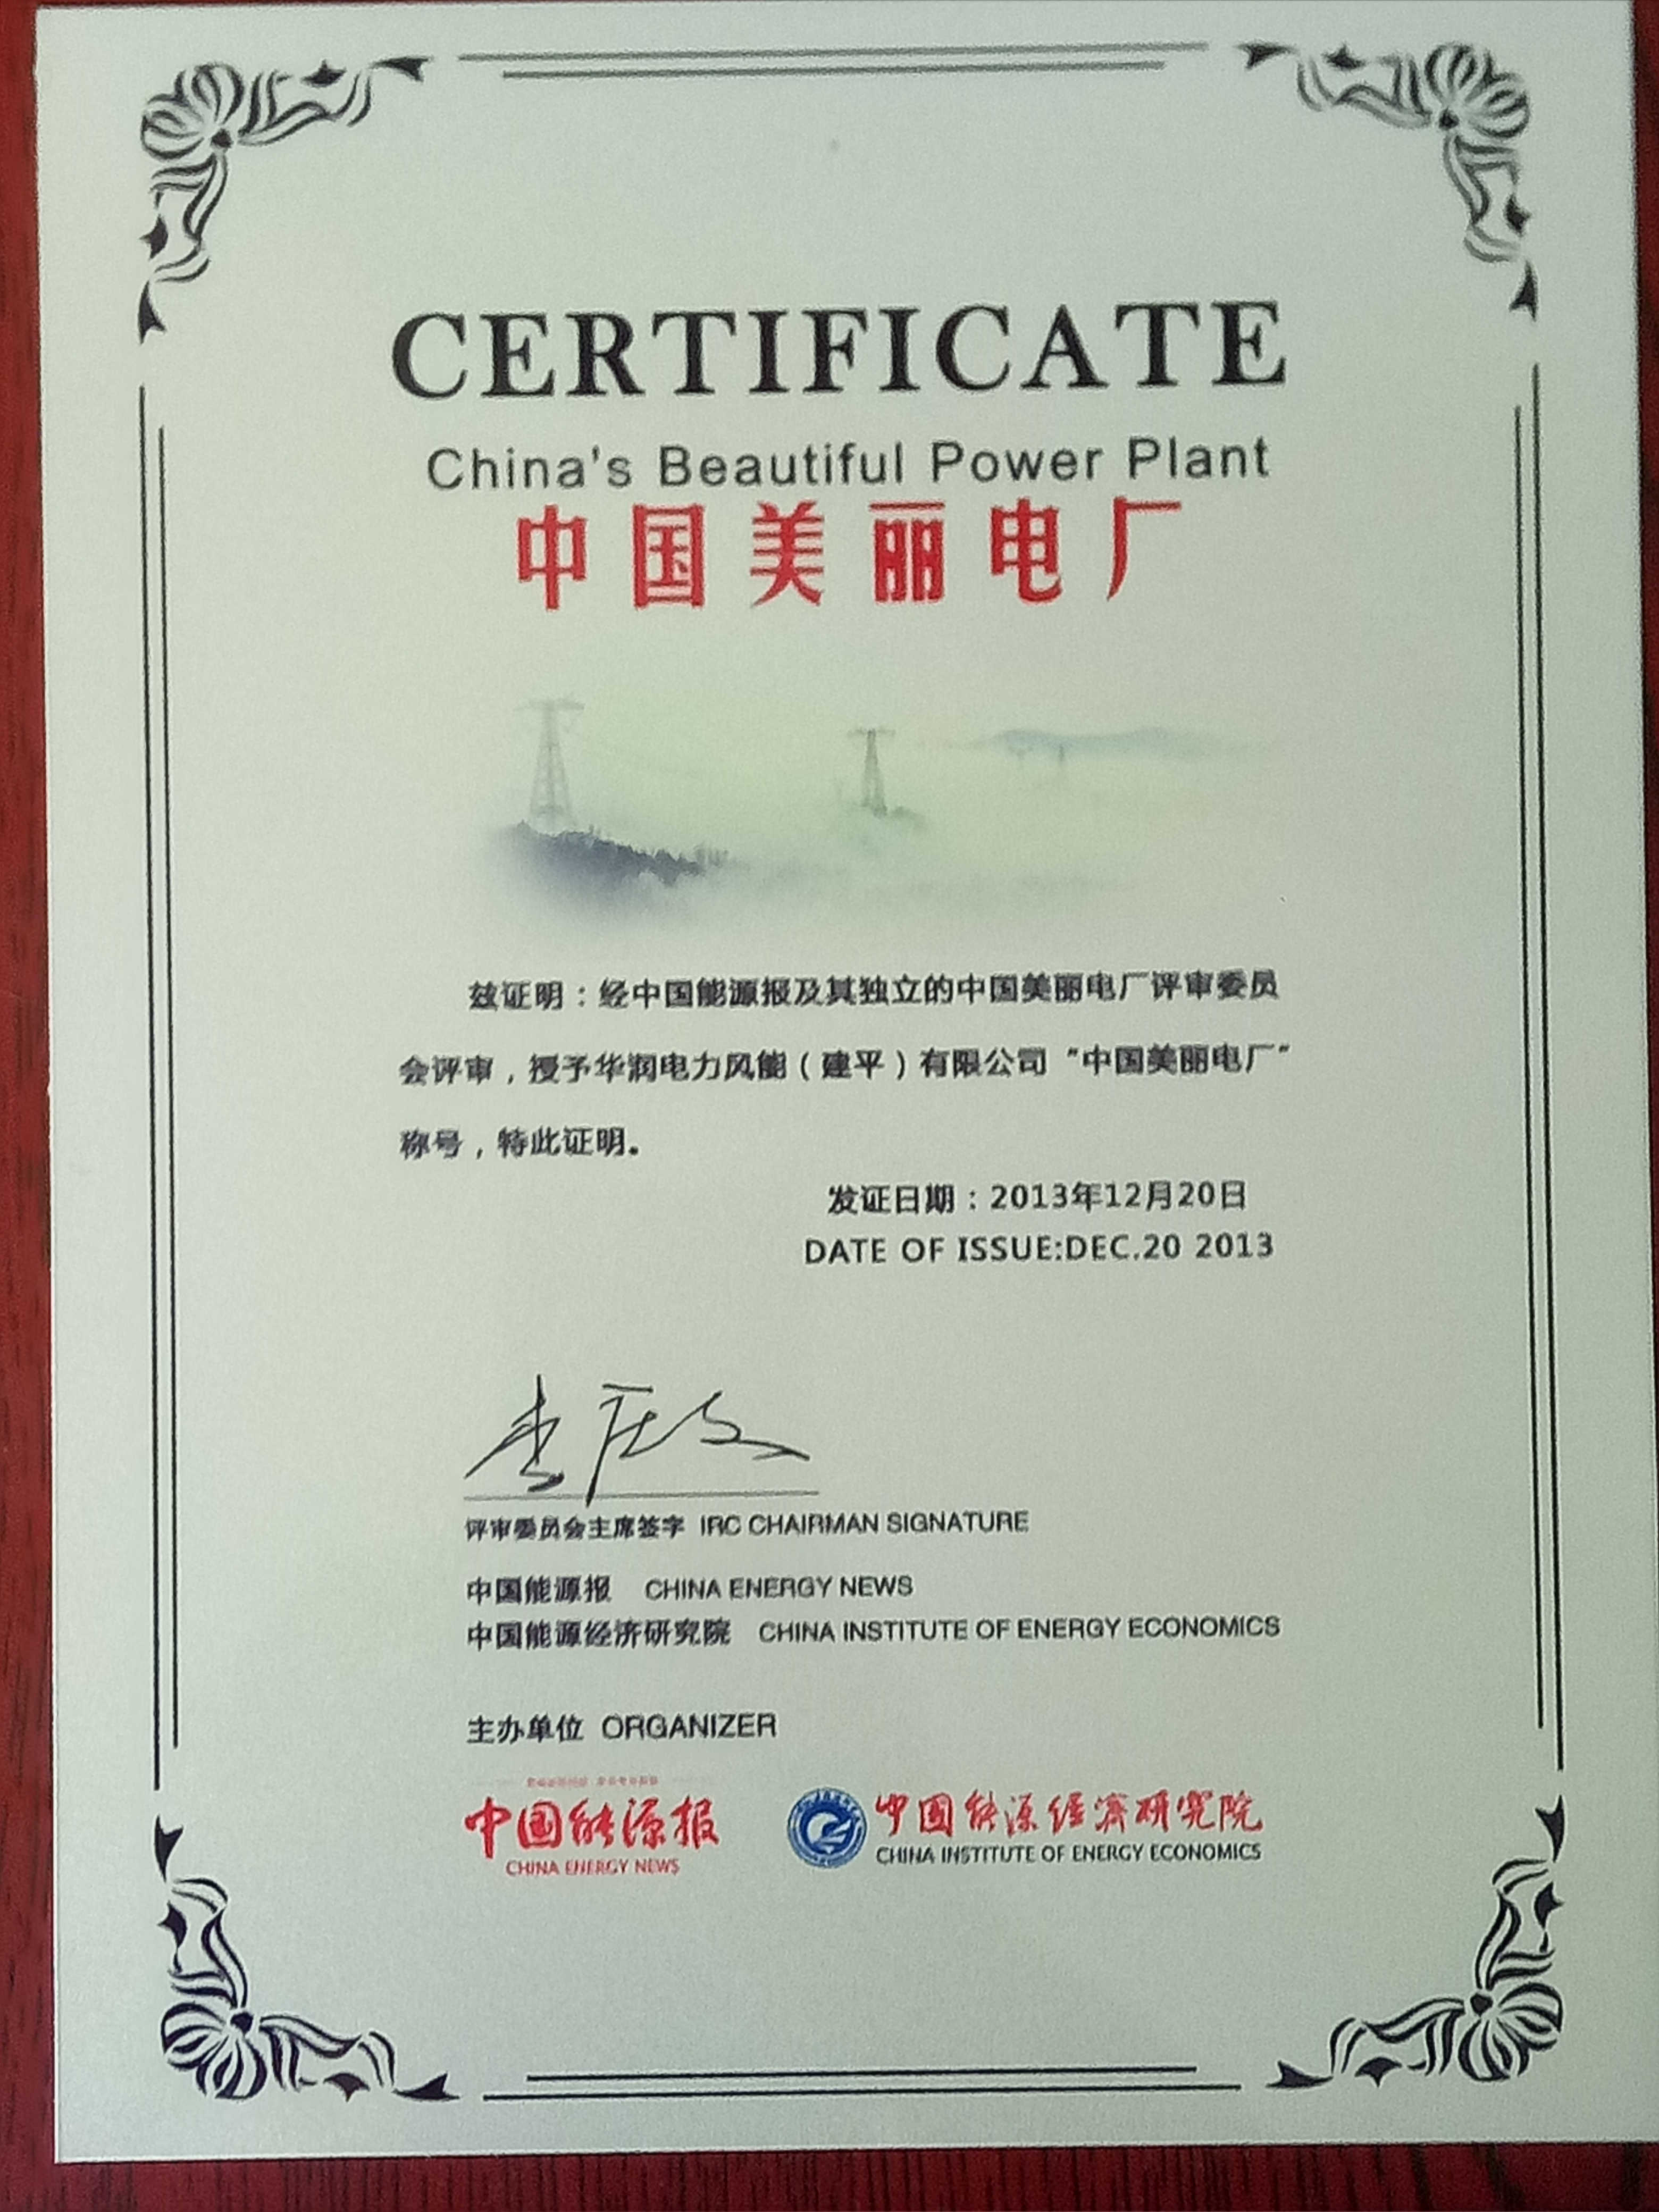 CERTIFICATE
China's Beautiful Power Plant
中国美丽电厂
兹证明：经中国能源报及其独立的中国美丽电厂评审委员
会评审，授予华润电力风能（建平）有限公司“中国美丽电厂”
称号，特此证明。
发证日期：2013年12月20日
DATE OF ISSUE:DEC.20 2013
评审委员会主席签字 IRC CHAIRMAN SIGNATURE
中国能源报 CHINA ENERGY NEWS
中国能源经济研究院 CHINA INSTITUTE OF ENERGY ECONOMICS
主办单位 ORGANIZER
中国能源报 中国能源经济研究院
CHINA ENERGY NEWS CHINA INSTITUTE OF ENERGY ECONOMICS